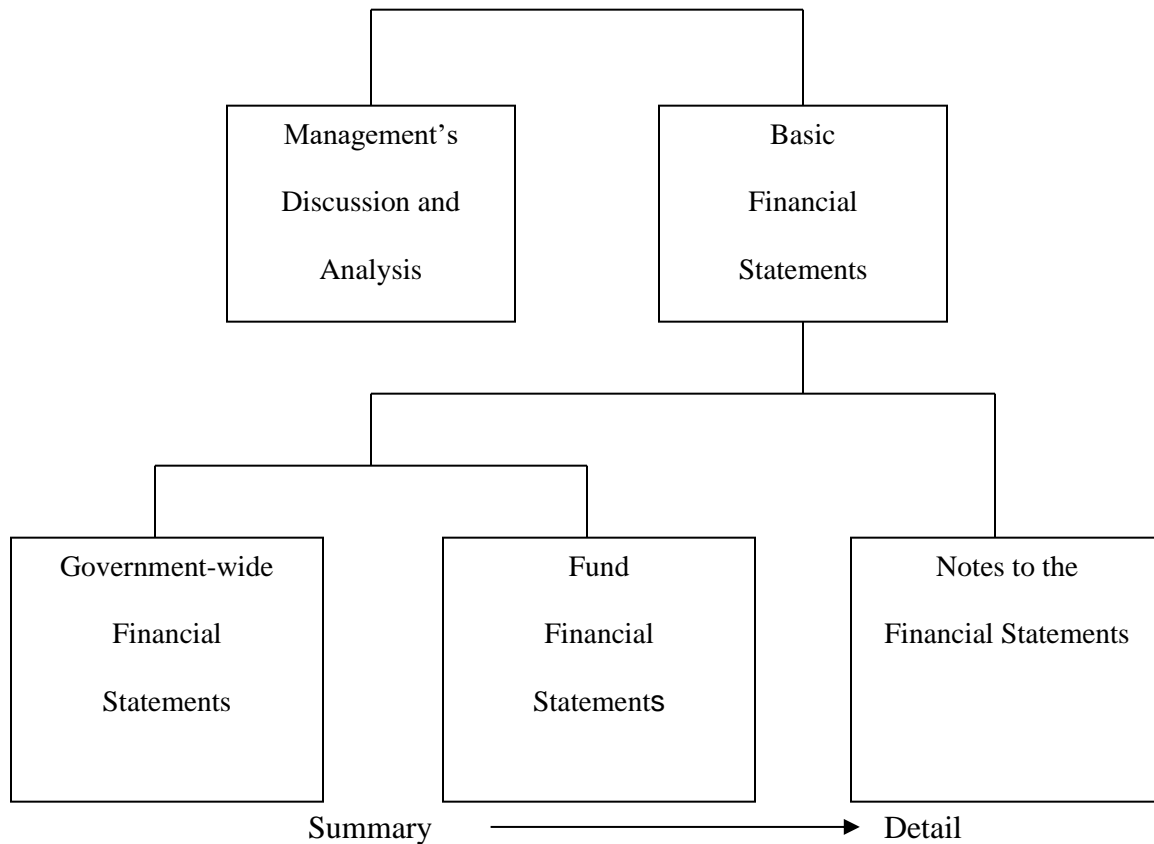 Management’s
Discussion and
Analysis
Basic
Financial
Statements
Government-wide
Financial
Statements
Fund
Financial
Statements
Notes to the
Financial Statements
Summary
Detail